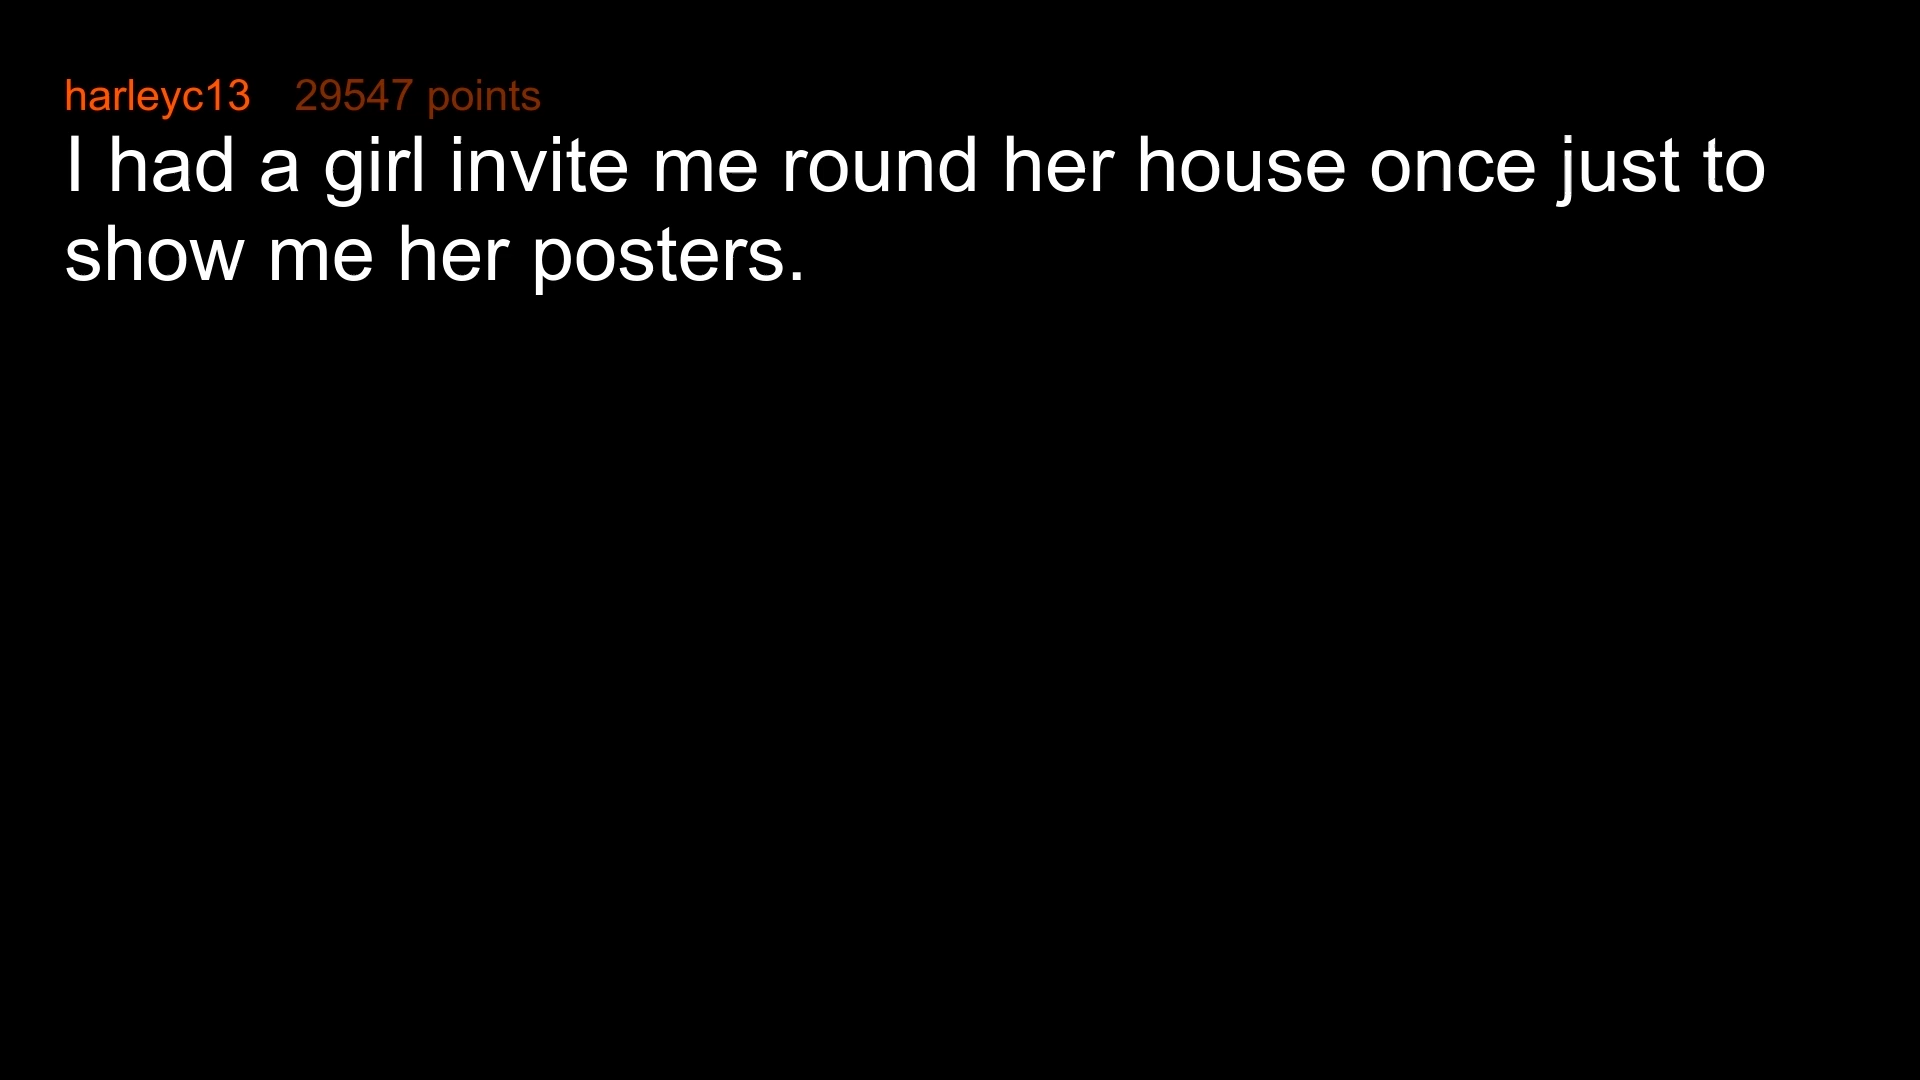 harleyc13 29547 points
I had a girl invite me round her house once just to
show me her posters.